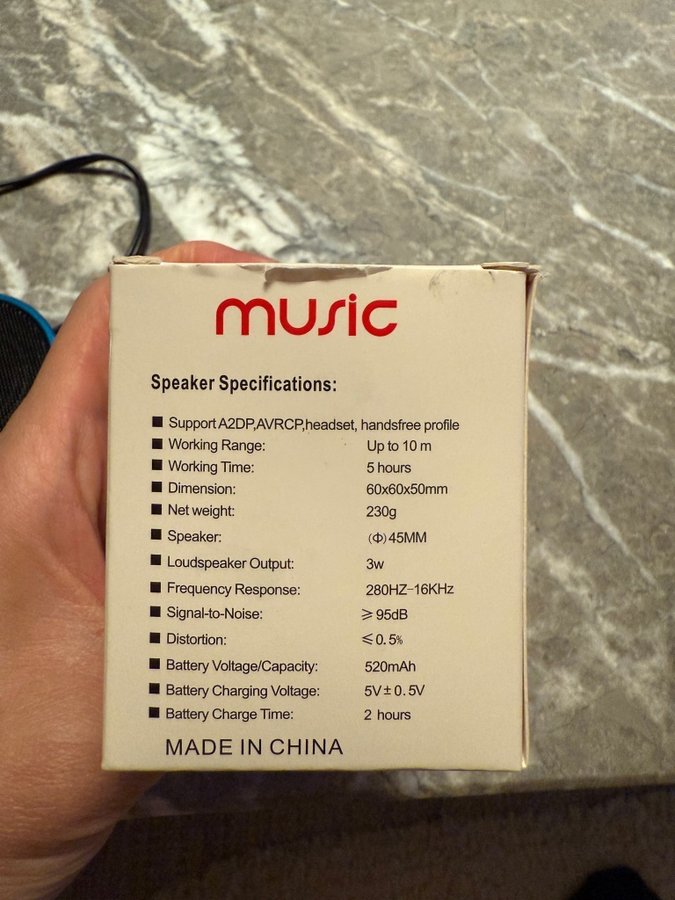 music
Speaker Specifications:
■ Support A2DP,AVRCP,headset, handsfree profile
■ Working Range: Up to 10 m
■ Working Time: 5 hours
■ Dimension: 60x60x50mm
■ Net weight: 230g
■ Speaker: (Φ) 45MM
■ Loudspeaker Output: 3w
■ Frequency Response: 280HZ-16KHz
■ Signal-to-Noise: ≥ 95dB
■ Distortion: ≤ 0.5%
■ Battery Voltage/Capacity: 520mAh
■ Battery Charging Voltage: 5V ± 0.5V
■ Battery Charge Time: 2 hours
MADE IN CHINA